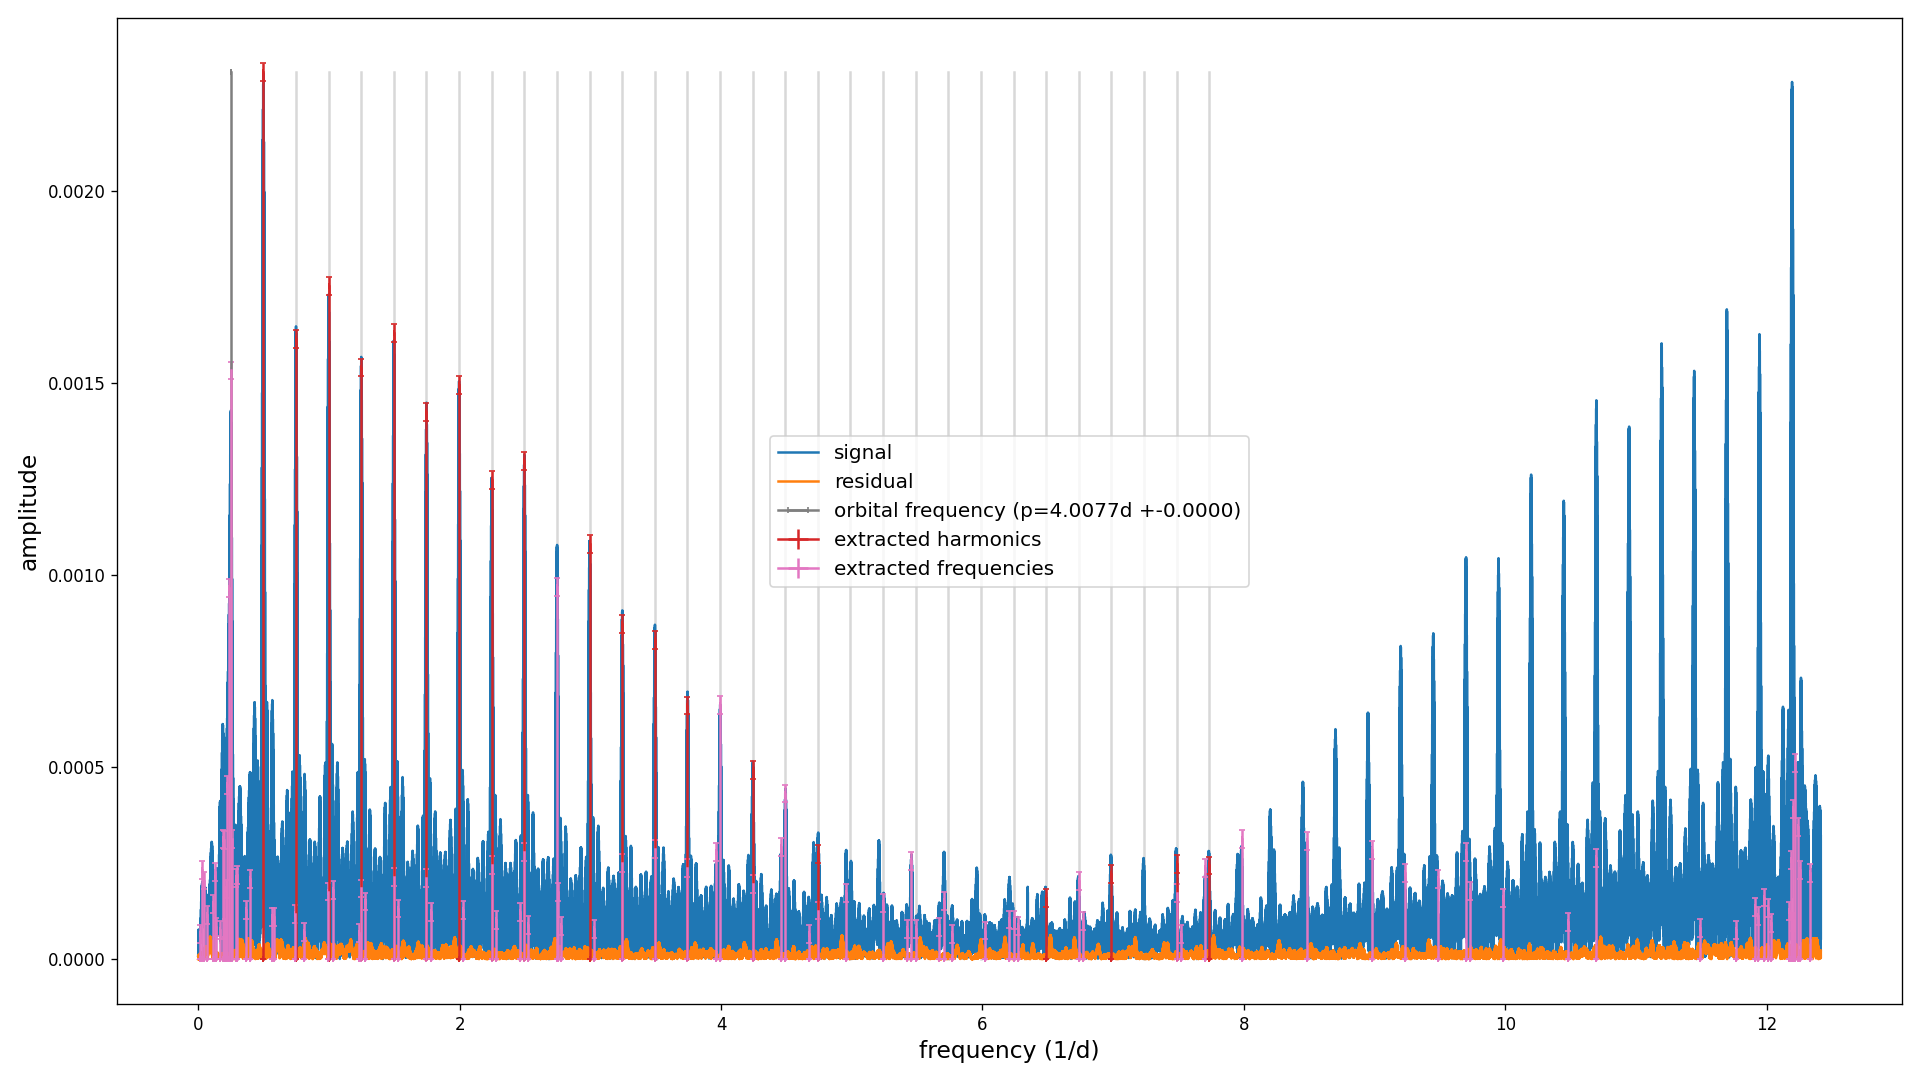 amplitude
0.0020
0.0015
0.0010
0.0005
0.0000
signal
residual
orbital frequency (p=4.0077d +-0.0000)
extracted harmonics
extracted frequencies
0 2 4 6 8 10 12
frequency (1/d)